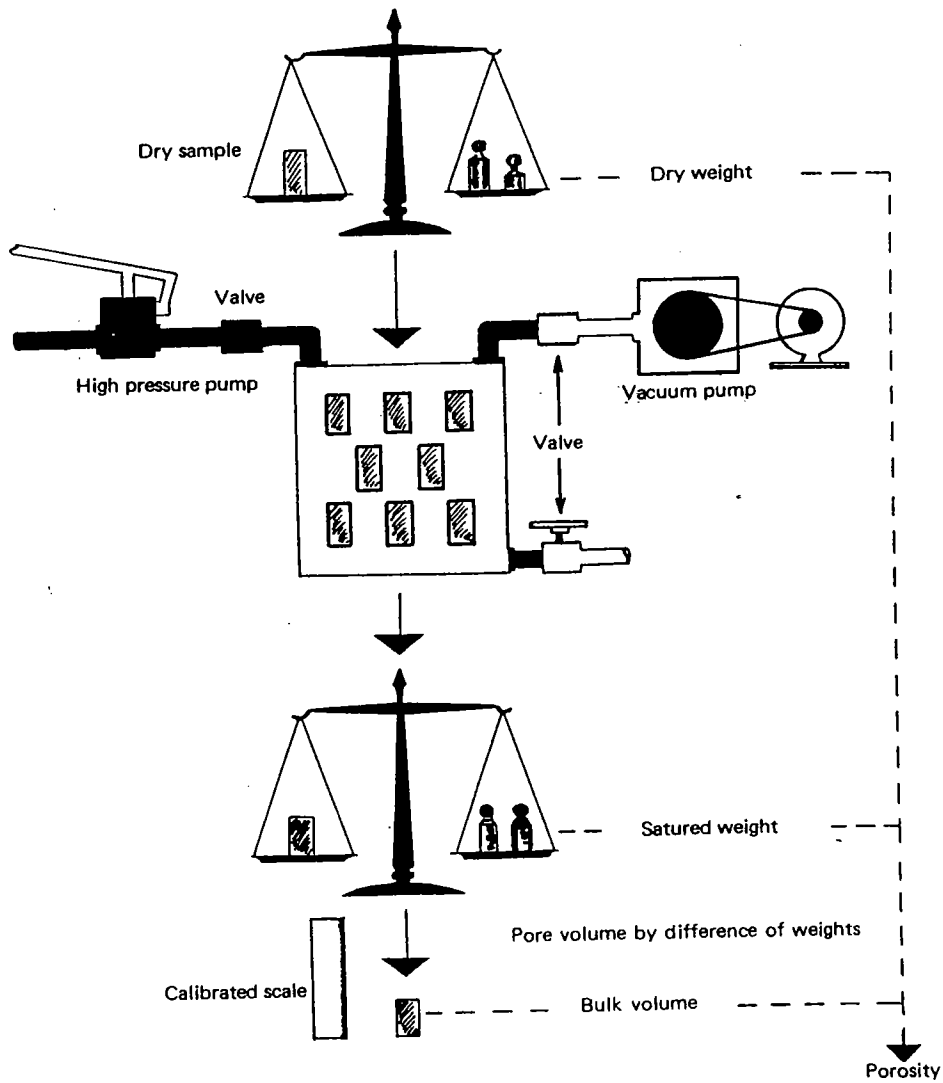 Dry sample
Dry weight
Valve
High pressure pump
Vacuum pump
Valve
Satured weight
Pore volume by difference of weights
Calibrated scale
Bulk volume
Porosity